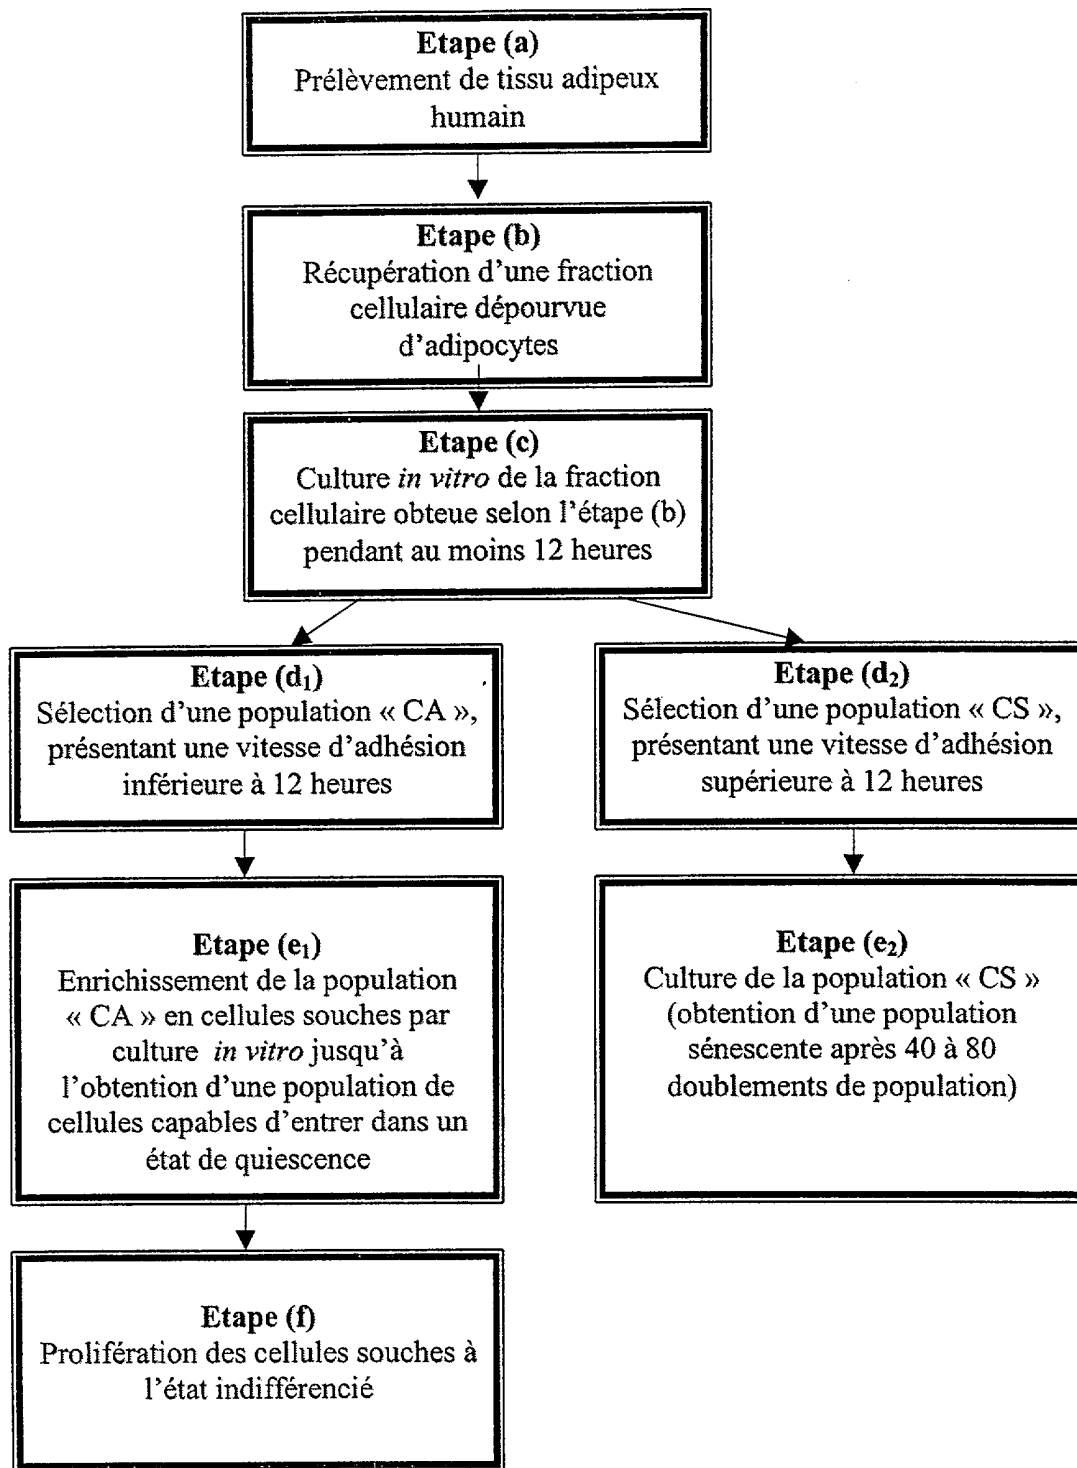 Etape (a)
Prélèvement de tissu adipeux
humain
Etape (b)
Récupération d'une fraction
cellulaire dépourvue
d'adipocytes
Etape (c)
Culture in vitro de la fraction
cellulaire obteue selon l'étape (b)
pendant au moins 12 heures
Etape (d₁)
Sélection d'une population « CA »,
présentant une vitesse d'adhésion
inférieure à 12 heures
Etape (d₂)
Sélection d'une population « CS »,
présentant une vitesse d'adhésion
supérieure à 12 heures
Etape (e₁)
Enrichissement de la population
« CA » en cellules souches par
culture in vitro jusqu'à
l'obtention d'une population de
cellules capables d'entrer dans un
état de quiescence
Etape (e₂)
Culture de la population « CS »
(obtention d'une population
sénescente après 40 à 80
doublements de population)
Etape (f)
Prolifération des cellules souches à
l'état indifférencié